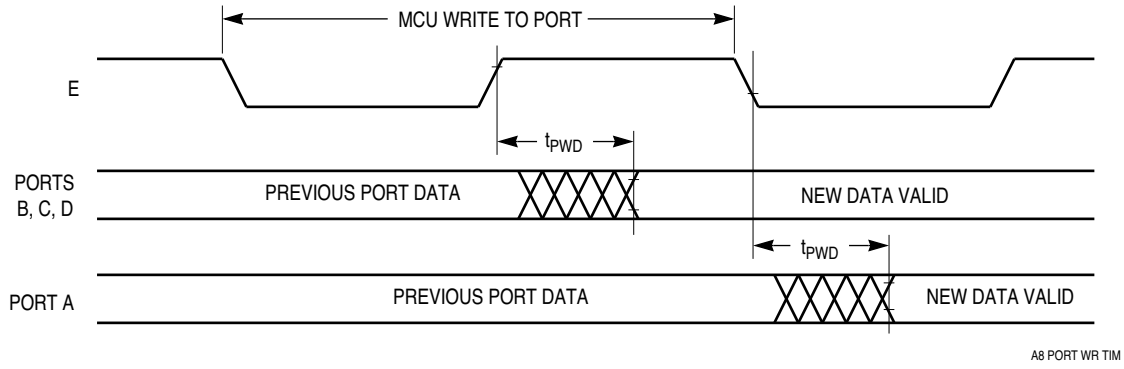 MCU WRITE TO PORT
E
tPWD
PORTS
B, C, D
PREVIOUS PORT DATA
NEW DATA VALID
tPWD
PORT A
PREVIOUS PORT DATA
NEW DATA VALID
A8 PORT WR TIM